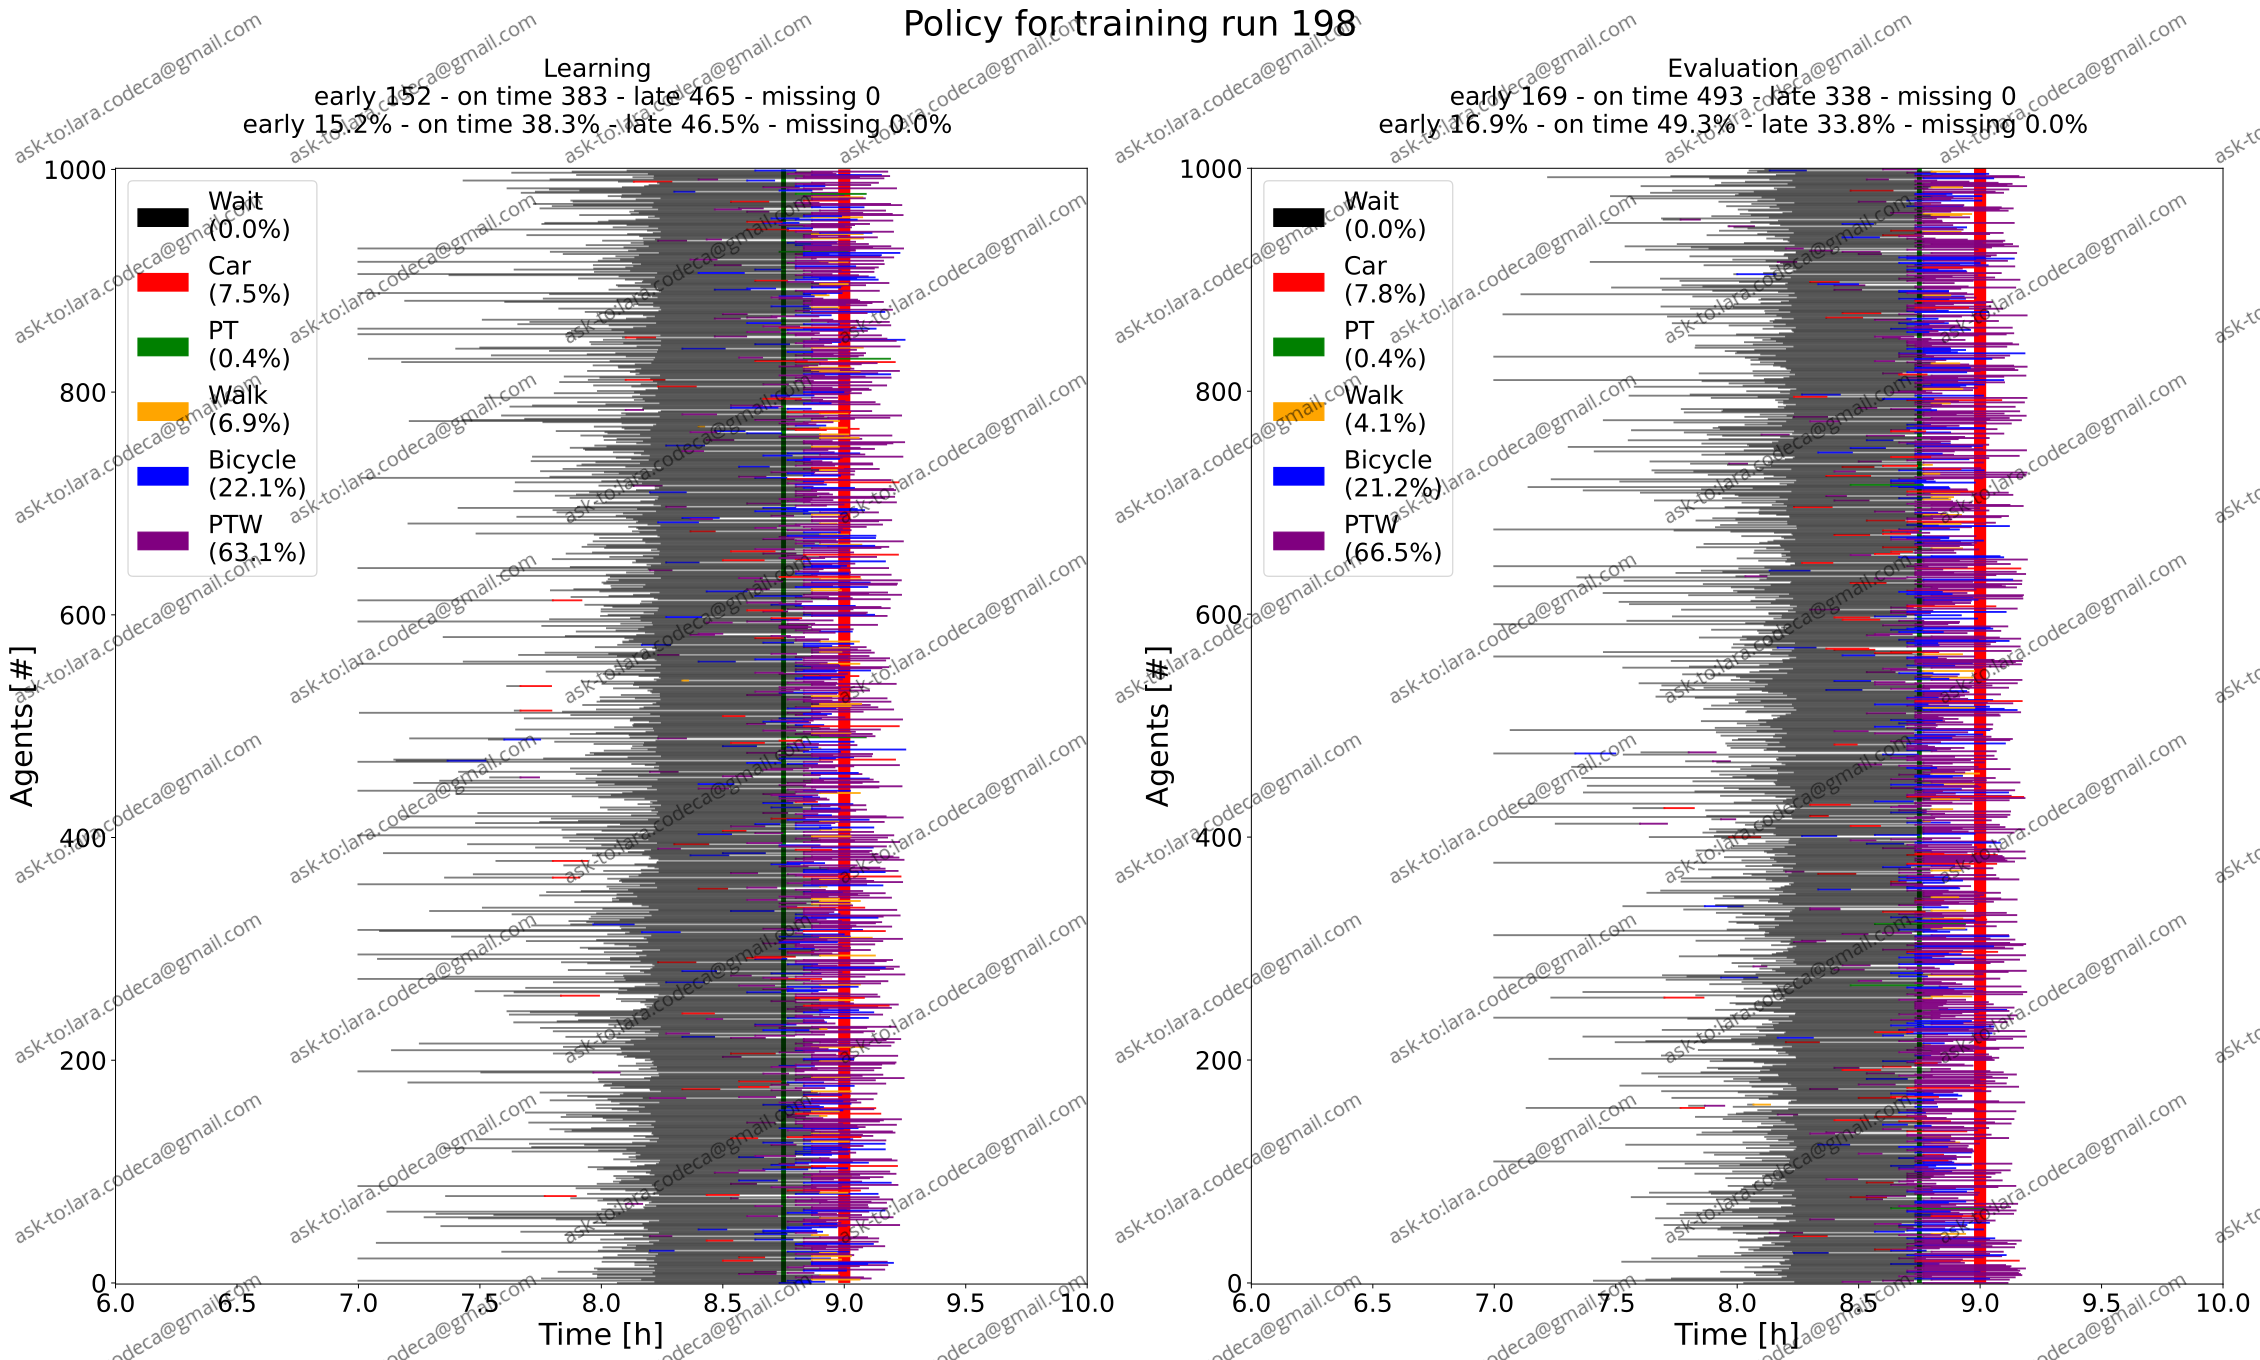 Policy for training run 198
Learning
early 152 - on time 383 - late 465 - missing 0
early 15.2% - on time 38.3% - late 46.5% - missing 0.0%
1000
800
600
400
200
0
Agents [#]
Wait
(0.0%)
Car
(7.5%)
PT
(0.4%)
Walk
(6.9%)
Bicycle
(22.1%)
PTW
(63.1%)
6.0 6.5 7.0 7.5 8.0 8.5 9.0 9.5 10.0
Time [h]
Evaluation
early 169 - on time 493 - late 338 - missing 0
early 16.9% - on time 49.3% - late 33.8% - missing 0.0%
1000
800
600
400
200
0
Agents [#]
Wait
(0.0%)
Car
(7.8%)
PT
(0.4%)
Walk
(4.1%)
Bicycle
(21.2%)
PTW
(66.5%)
6.0 6.5 7.0 7.5 8.0 8.5 9.0 9.5 10.0
Time [h]
ask-to:lara.codeca@gmail.com